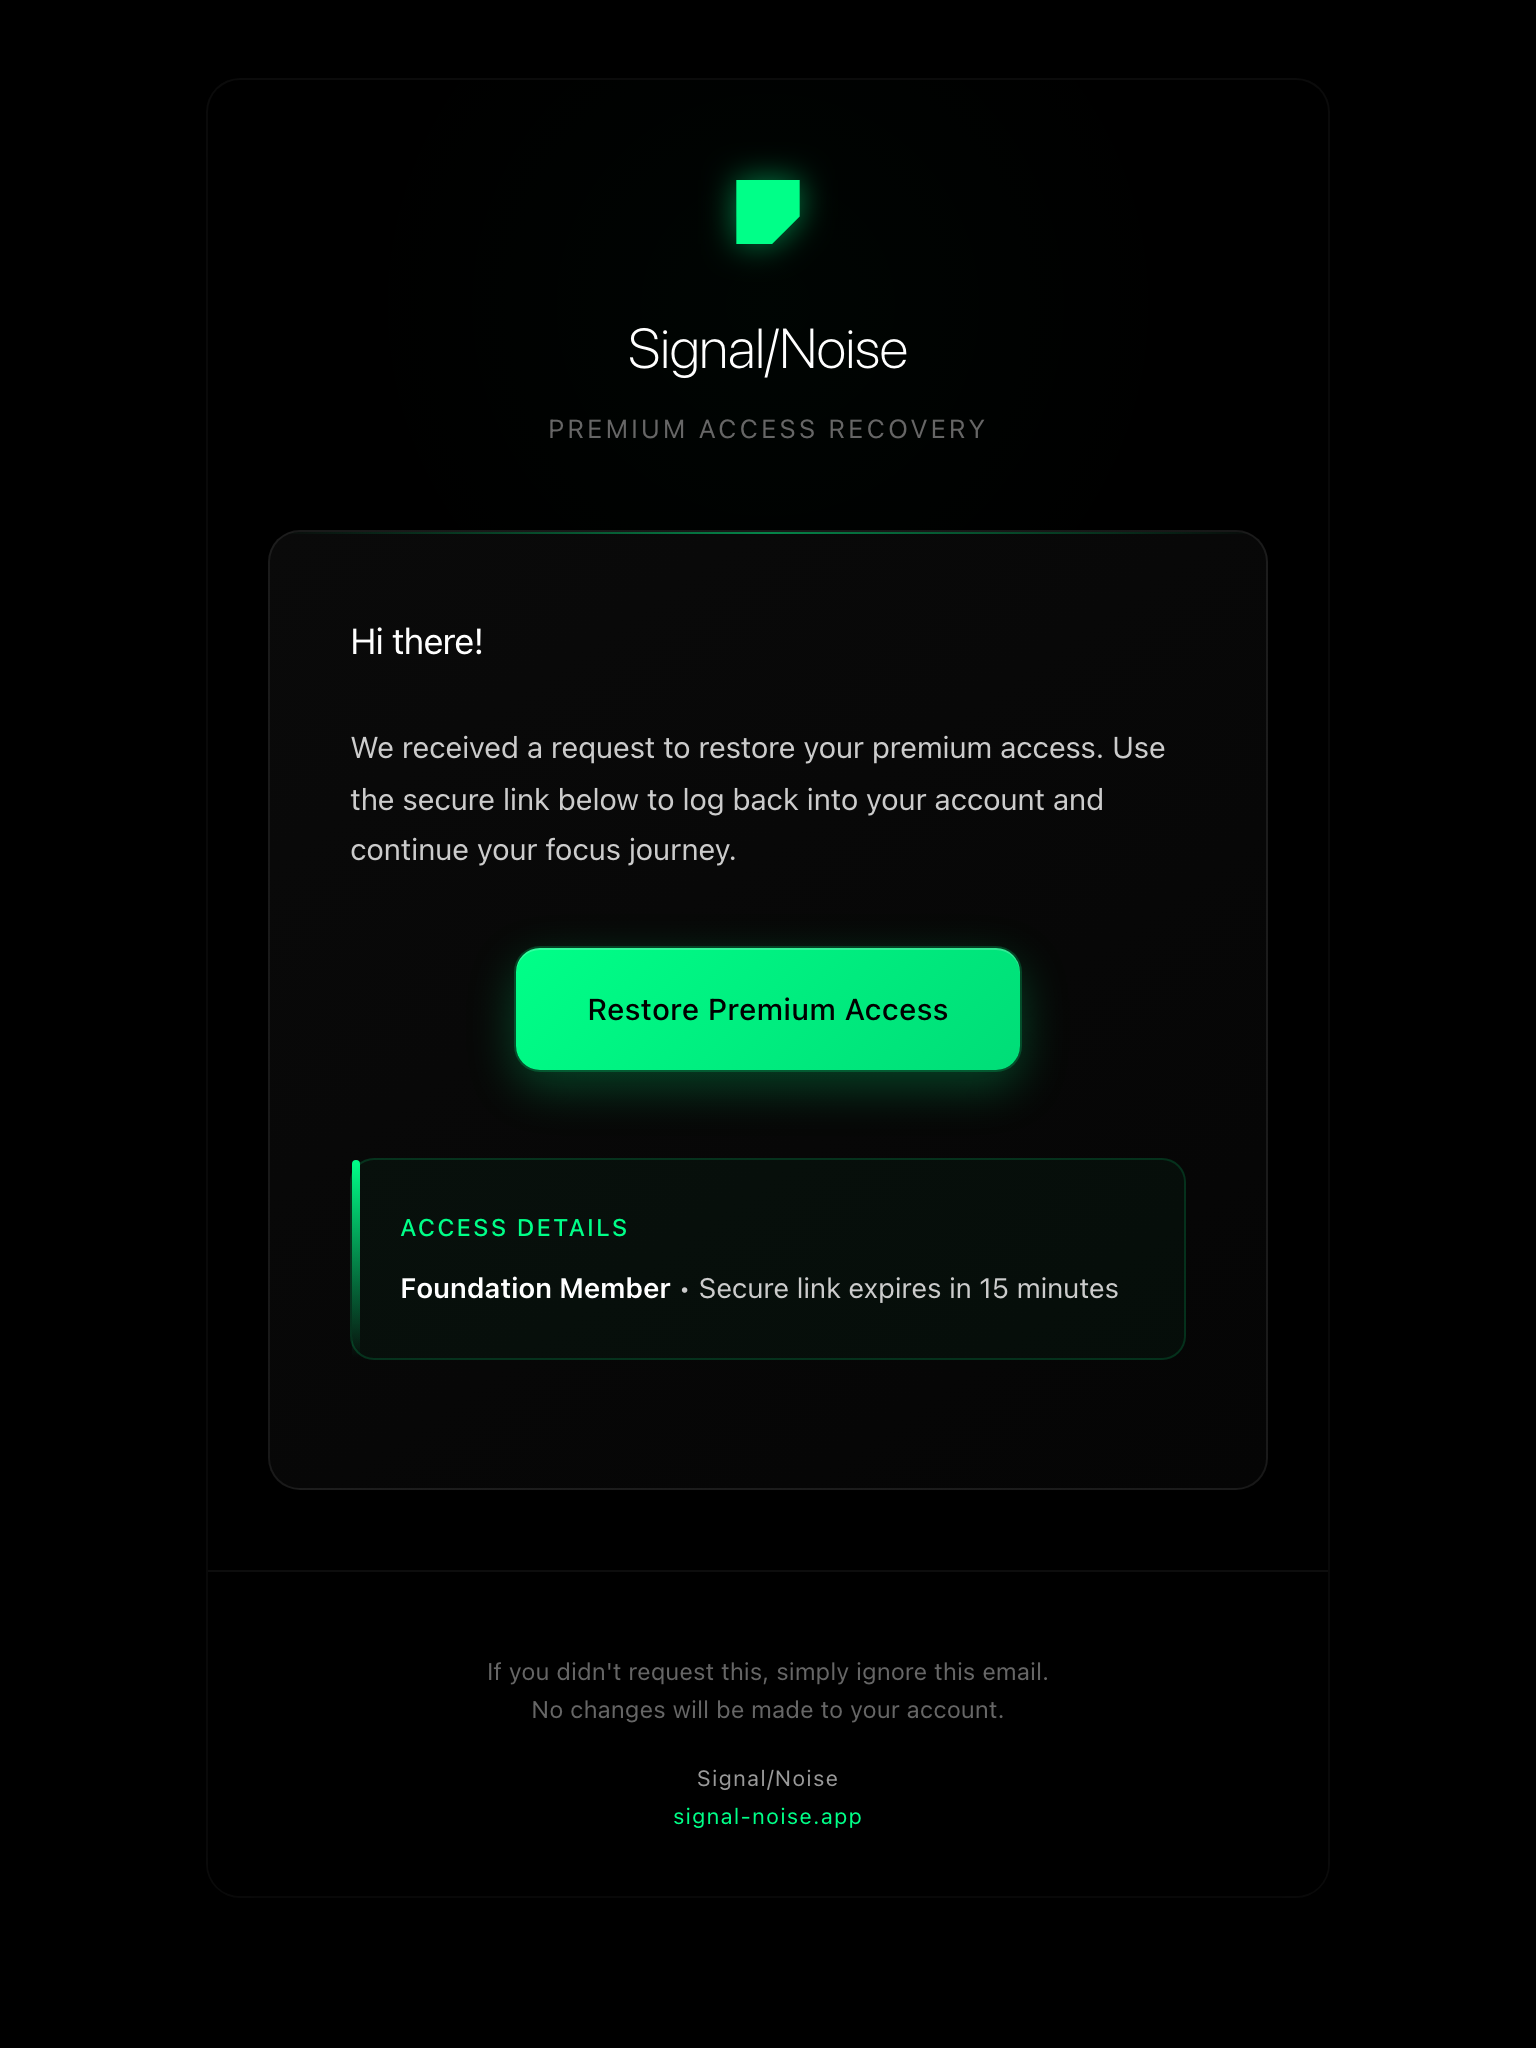 Signal/Noise
PREMIUM ACCESS RECOVERY
Hi there!
We received a request to restore your premium access. Use
the secure link below to log back into your account and
continue your focus journey.
Restore Premium Access
ACCESS DETAILS
Foundation Member • Secure link expires in 15 minutes
If you didn't request this, simply ignore this email.
No changes will be made to your account.
Signal/Noise
signal-noise.app